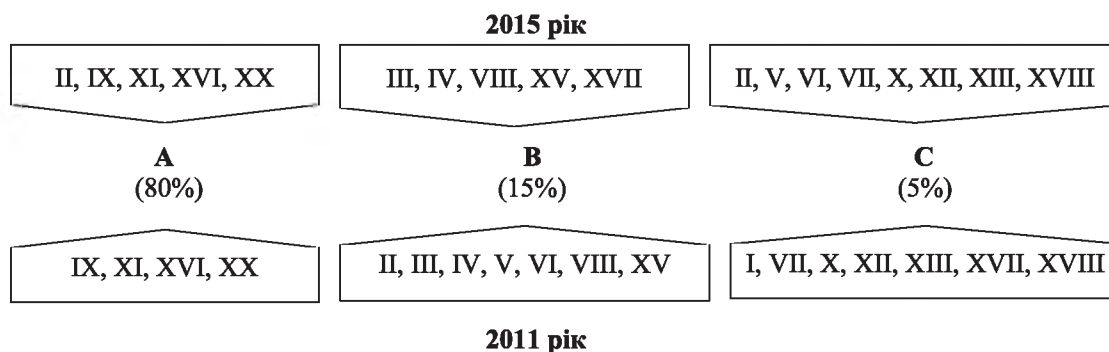 2015 рік
II, IX, XI, XVI, XX
III, IV, VIII, XV, XVII
II, V, VI, VII, X, XII, XIII, XVIII
A
B
C
(80%)
(15%)
(5%)
IX, XI, XVI, XX
II, III, IV, V, VI, VIII, XV
I, VII, X, XII, XIII, XVII, XVIII
2011 рік